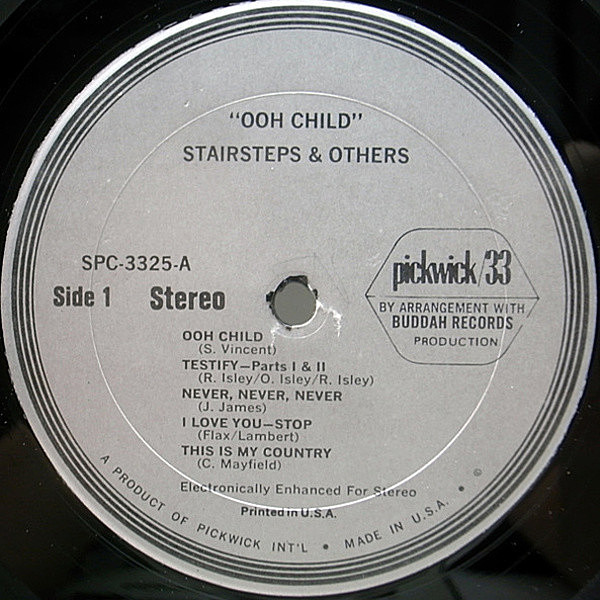 “OOH CHILD”
STAIRSTEPS & OTHERS
SPC-3325-A
Side 1 Stereo
pickwick/33
BY ARRANGEMENT WITH
BUDDAH RECORDS
PRODUCTION
OOH CHILD
(S. Vincent)
TESTIFY—Parts I & II
(R. Isley/O. Isley/R. Isley)
NEVER, NEVER, NEVER
(J. James)
I LOVE YOU—STOP
(Flax/Lambert)
THIS IS MY COUNTRY
(C. Mayfield)
Electronically Enhanced For Stereo
Printed in U.S.A.
A PRODUCT OF PICKWICK INT'L • MADE IN U.S.A. • ©